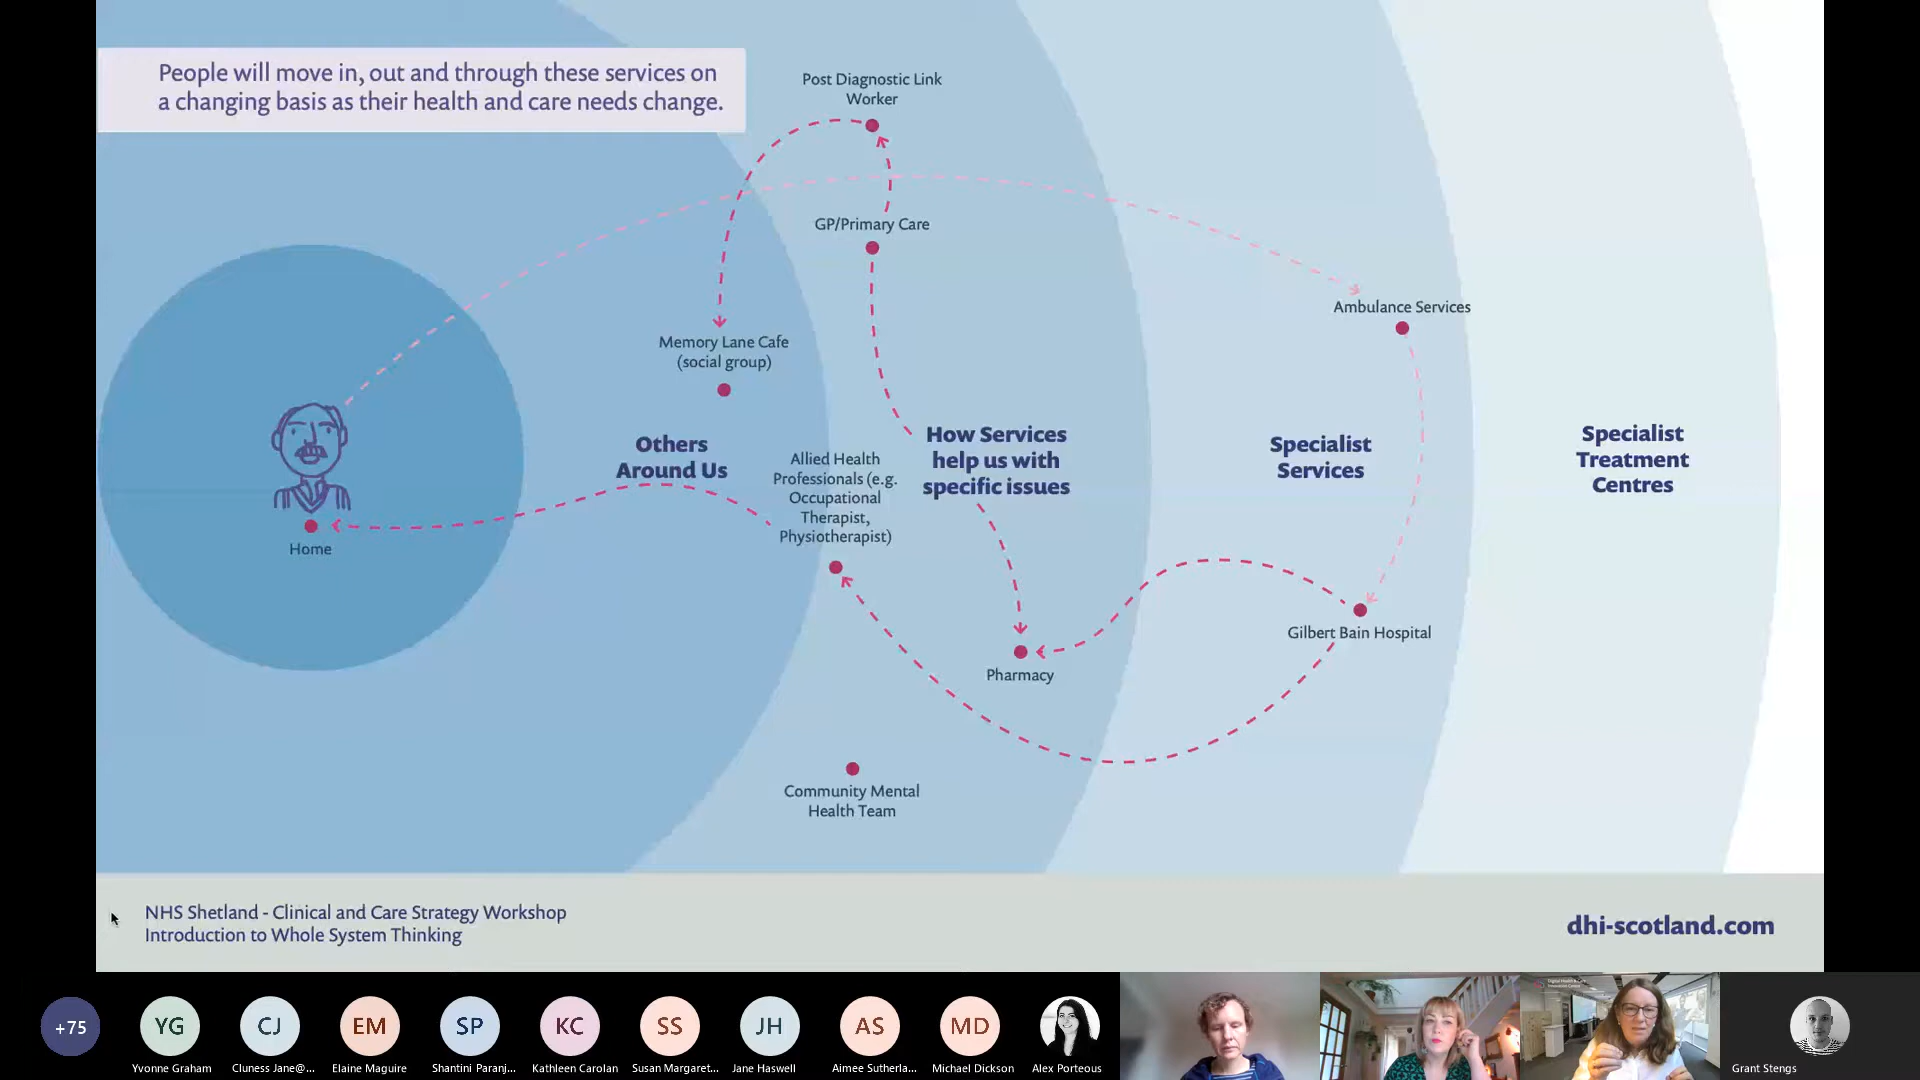 People will move in, out and through these services on
a changing basis as their health and care needs change.
Post Diagnostic Link
Worker
GP/Primary Care
Ambulance Services
Memory Lane Cafe
(social group)
Others
Around Us
Allied Health
Professionals (e.g.
Occupational
Therapist,
Physiotherapist)
How Services
help us with
specific issues
Specialist
Services
Specialist
Treatment
Centres
Home
Gilbert Bain Hospital
Pharmacy
Community Mental
Health Team
NHS Shetland - Clinical and Care Strategy Workshop
Introduction to Whole System Thinking
dhi-scotland.com
+75
YG
CJ
EM
SP
KC
SS
JH
AS
MD
Yvonne Graham
Cluness Jane@...
Elaine Maguire
Shantini Paranj...
Kathleen Carolan
Susan Margaret...
Jane Haswell
Aimee Sutherla...
Michael Dickson
Alex Porteous
Grant Stengs